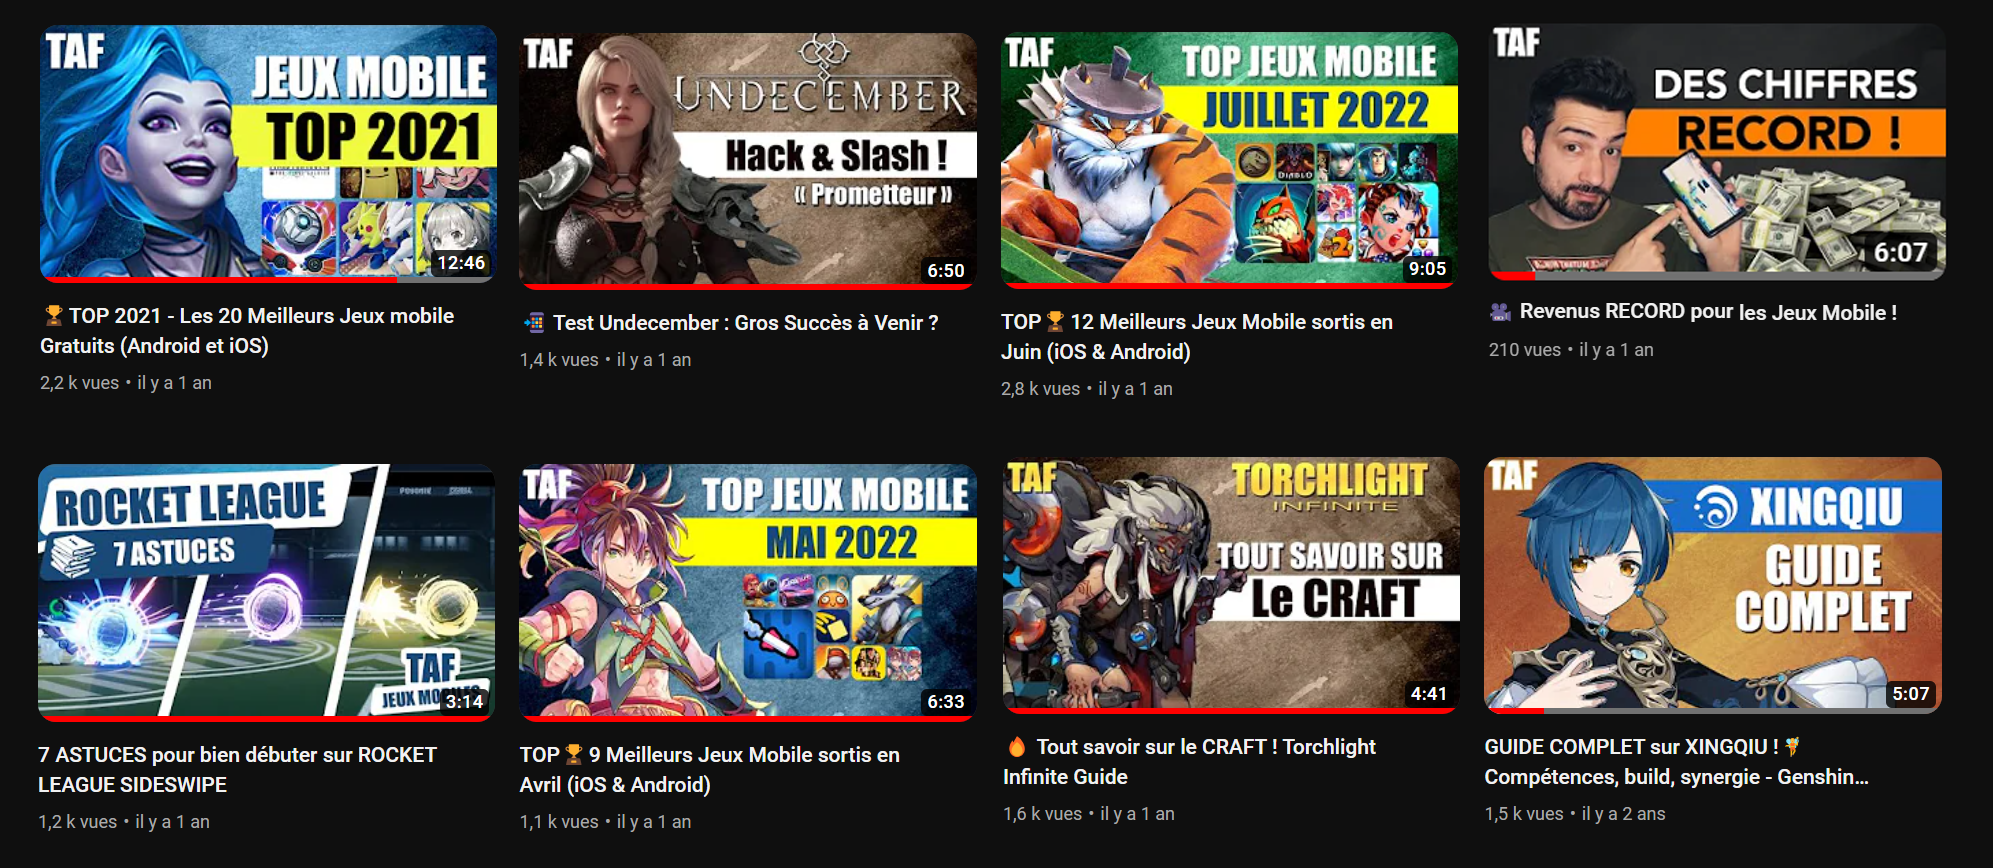 TAF
JEUX MOBILE
TOP 2021
12:46
🏆 TOP 2021 - Les 20 Meilleurs Jeux mobile
Gratuits (Android et iOS)
2,2 k vues • il y a 1 an
TAF
UNDECEMBER
Hack & Slash !
« Prometteur »
6:50
📲 Test Undecember : Gros Succès à Venir ?
1,4 k vues • il y a 1 an
TAF
TOP JEUX MOBILE
JUILLET 2022
DIABLO
9:05
TOP 🏆 12 Meilleurs Jeux Mobile sortis en
Juin (iOS & Android)
2,8 k vues • il y a 1 an
TAF
DES CHIFFRES
RECORD !
6:07
🎥 Revenus RECORD pour les Jeux Mobile !
210 vues • il y a 1 an
ROCKET LEAGUE
7 ASTUCES
TAF
JEUX
3:14
7 ASTUCES pour bien débuter sur ROCKET
LEAGUE SIDESWIPE
1,2 k vues • il y a 1 an
TAF
TOP JEUX MOBILE
MAI 2022
6:33
TOP 🏆 9 Meilleurs Jeux Mobile sortis en
Avril (iOS & Android)
1,1 k vues • il y a 1 an
TAF
TORCHLIGHT
INFINITE
TOUT SAVOIR SUR
Le CRAFT
4:41
🔥 Tout savoir sur le CRAFT ! Torchlight
Infinite Guide
1,6 k vues • il y a 1 an
TAF
XINGQIU
GUIDE
COMPLET
5:07
GUIDE COMPLET sur XINGQIU !
Compétences, build, synergie - Genshin...
1,5 k vues • il y a 2 ans